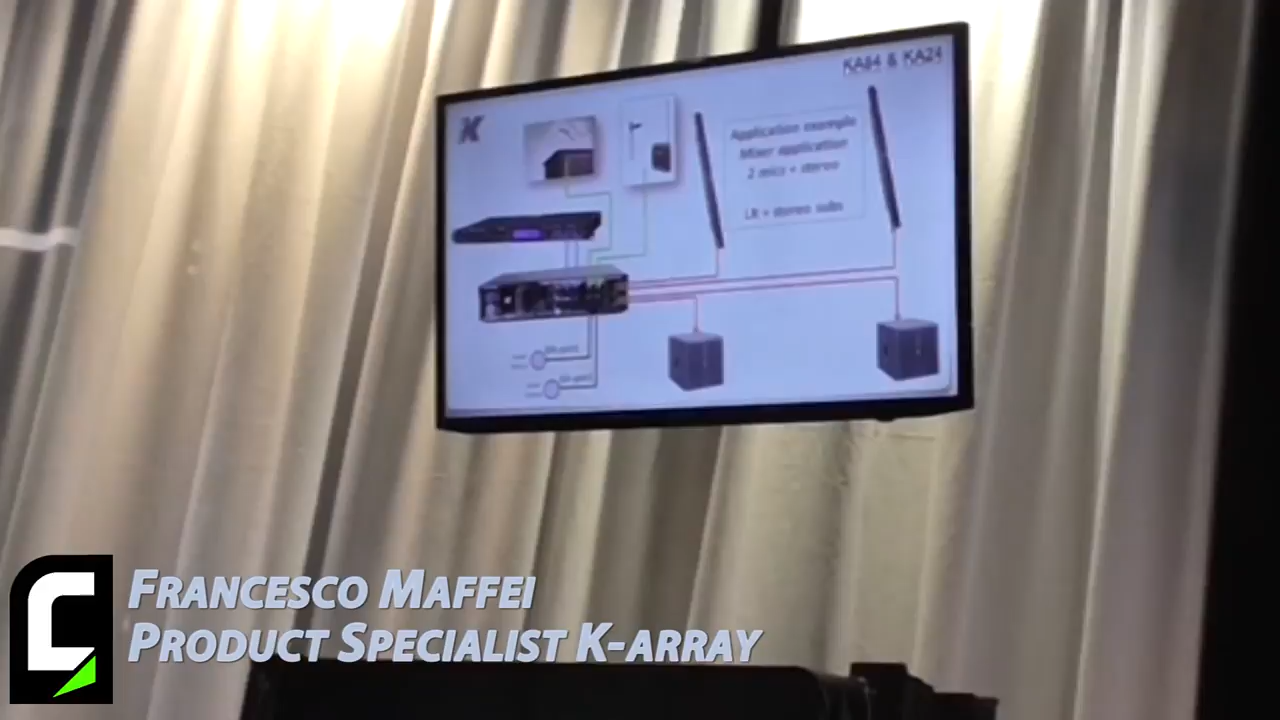 KA84 & KA24
K
Application example
Mixer application
2 mics + stereo
LR + stereo subs
FRANCESCO MAFFEI
PRODUCT SPECIALIST K-ARRAY